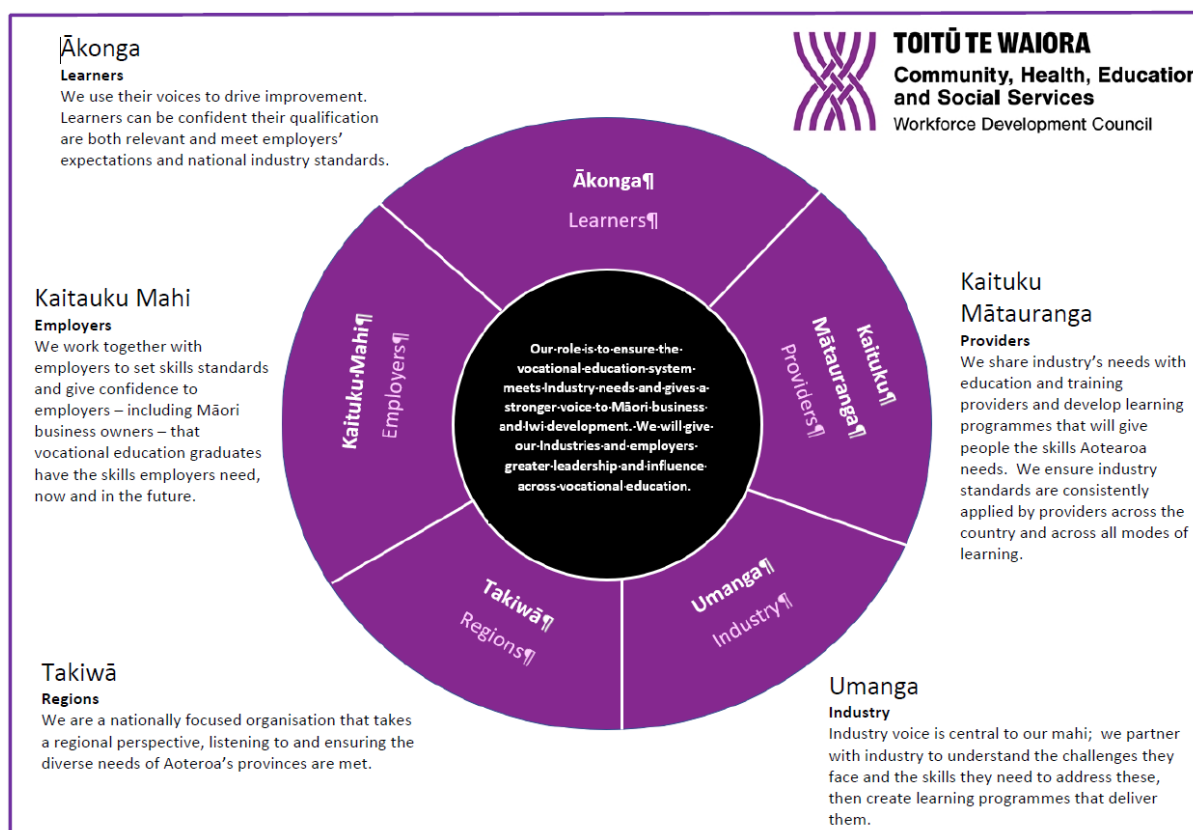 Ākonga
Learners
We use their voices to drive improvement.
Learners can be confident their qualification
are both relevant and meet employers’
expectations and national industry standards.
TOITŪ TE WAIORA
Community, Health, Education
and Social Services
Workforce Development Council
Ākonga¶
Learners¶
Kaitauku Mahi
Employers
We work together with
employers to set skills standards
and give confidence to
employers – including Māori
business owners – that
vocational education graduates
have the skills employers need,
now and in the future.
Kaituku·Mahi¶
Employers¶
Our·role·is·to·ensure·the·
vocational·education·system·
meets·Industry·needs·and·gives·a·
stronger·voice·to·Māori·business·
and·Iwi·development.·We·will·give·
our·Industries·and·employers·
greater·leadership·and·influence·
across·vocational·education.
Kaituku¶
Mātauranga¶
Providers¶
Kaituku
Mātauranga
Providers
We share industry’s needs with
education and training
providers and develop learning
programmes that will give
people the skills Aotearoa
needs.  We ensure industry
standards are consistently
applied by providers across the
country and across all modes of
learning.
Takiwā¶
Regions¶
Umanga¶
Industry¶
Takiwā
Regions
We are a nationally focused organisation that takes
a regional perspective, listening to and ensuring the
diverse needs of Aoteroa’s provinces are met.
Umanga
Industry
Industry voice is central to our mahi;  we partner
with industry to understand the challenges they
face and the skills they need to address these,
then create learning programmes that deliver
them.